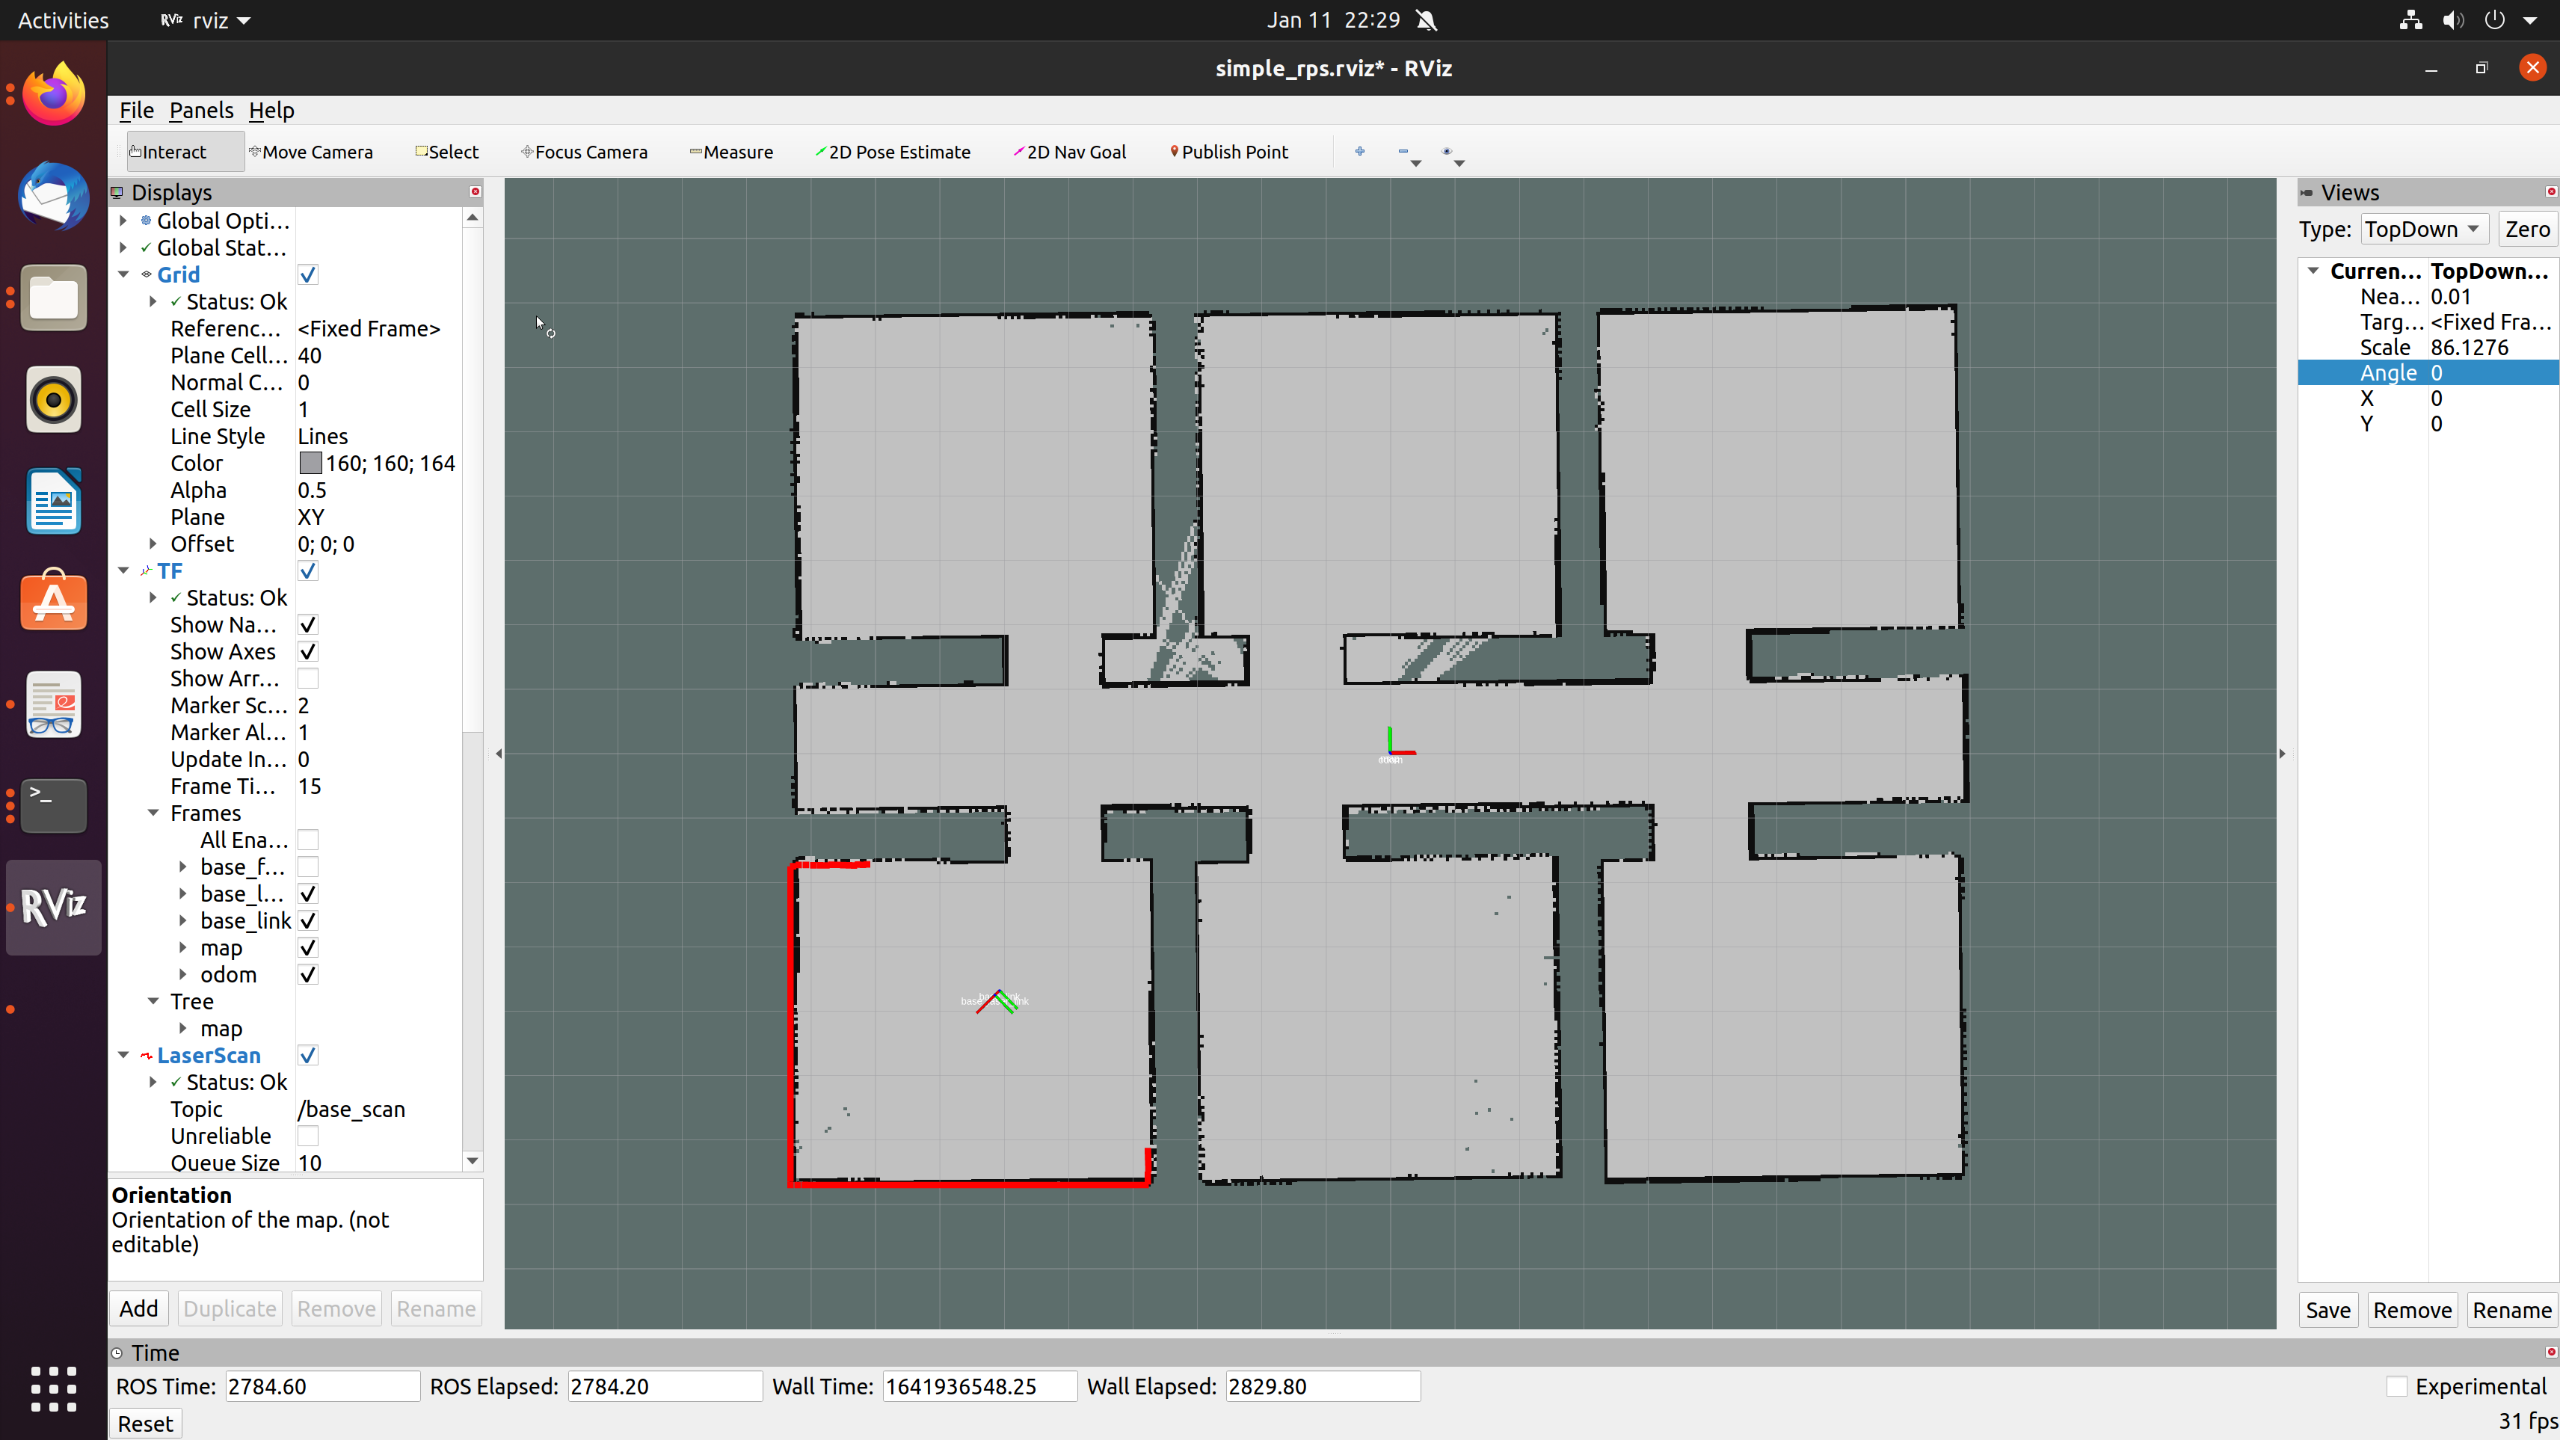 Activities
RViz rviz
Jan 11 22:29
simple_rps.rviz* - RViz
File Panels Help
Interact Move Camera Select Focus Camera Measure 2D Pose Estimate 2D Nav Goal Publish Point
Displays
Global Opti...
Global Stat...
Grid
Status: Ok
Referenc... <Fixed Frame>
Plane Cell... 40
Normal C... 0
Cell Size 1
Line Style Lines
Color 160; 160; 164
Alpha 0.5
Plane XY
Offset 0; 0; 0
TF
Status: Ok
Show Na...
Show Axes
Show Arr...
Marker Sc... 2
Marker Al... 1
Update In... 0
Frame Ti... 15
Frames
All Ena...
base_f...
base_l...
base_link
map
odom
Tree
map
LaserScan
Status: Ok
Topic /base_scan
Unreliable
Queue Size 10
Orientation
Orientation of the map. (not
editable)
Add Duplicate Remove Rename
RViz
Views
Type: TopDown Zero
Curren... TopDown...
Nea... 0.01
Targ... <Fixed Fra...
Scale 86.1276
Angle 0
X 0
Y 0
Save Remove Rename
Time
ROS Time: 2784.60 ROS Elapsed: 2784.20 Wall Time: 1641936548.25 Wall Elapsed: 2829.80 Experimental
Reset 31 fps